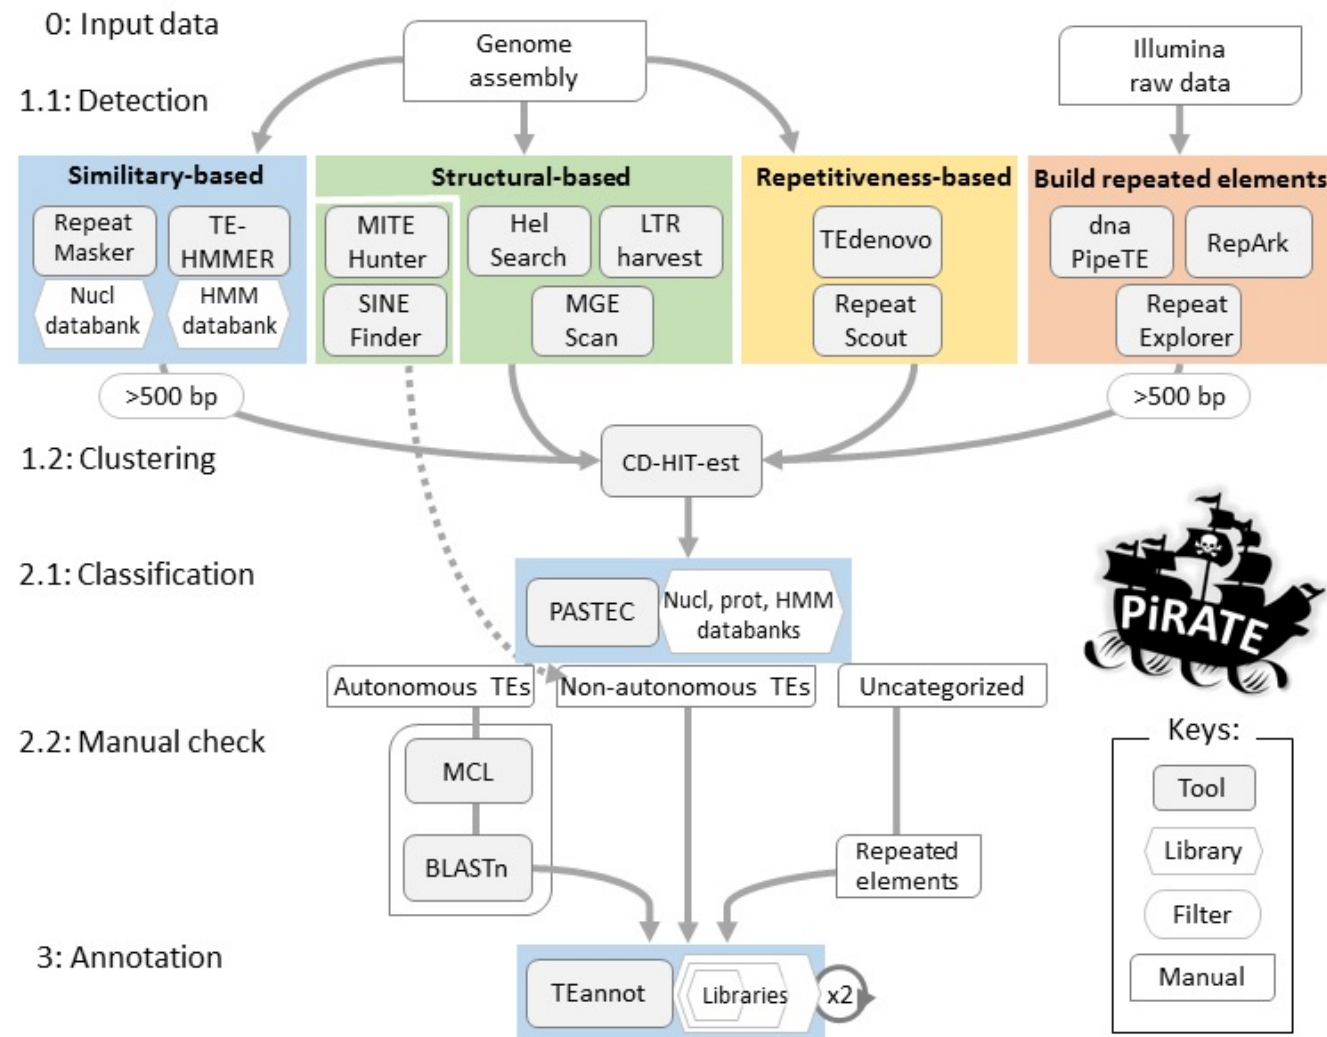 0: Input data
Genome
assembly
Illumina
raw data
1.1: Detection
Similitary-based
Structural-based
Repetitiveness-based
Build repeated elements
Repeat
Masker
TE-
HMMER
Nucl
databank
HMM
databank
MITE
Hunter
SINE
Finder
Hel
Search
LTR
harvest
MGE
Scan
TEdenovo
Repeat
Scout
dna
PipeTE
RepArk
Repeat
Explorer
>500 bp
>500 bp
1.2: Clustering
CD-HIT-est
2.1: Classification
PASTEC
Nucl, prot, HMM
databanks
PiRATE
Autonomous TEs
Non-autonomous TEs
Uncategorized
2.2: Manual check
MCL
BLASTn
Repeated
elements
3: Annotation
TEannot
Libraries
x2
Keys:
Tool
Library
Filter
Manual